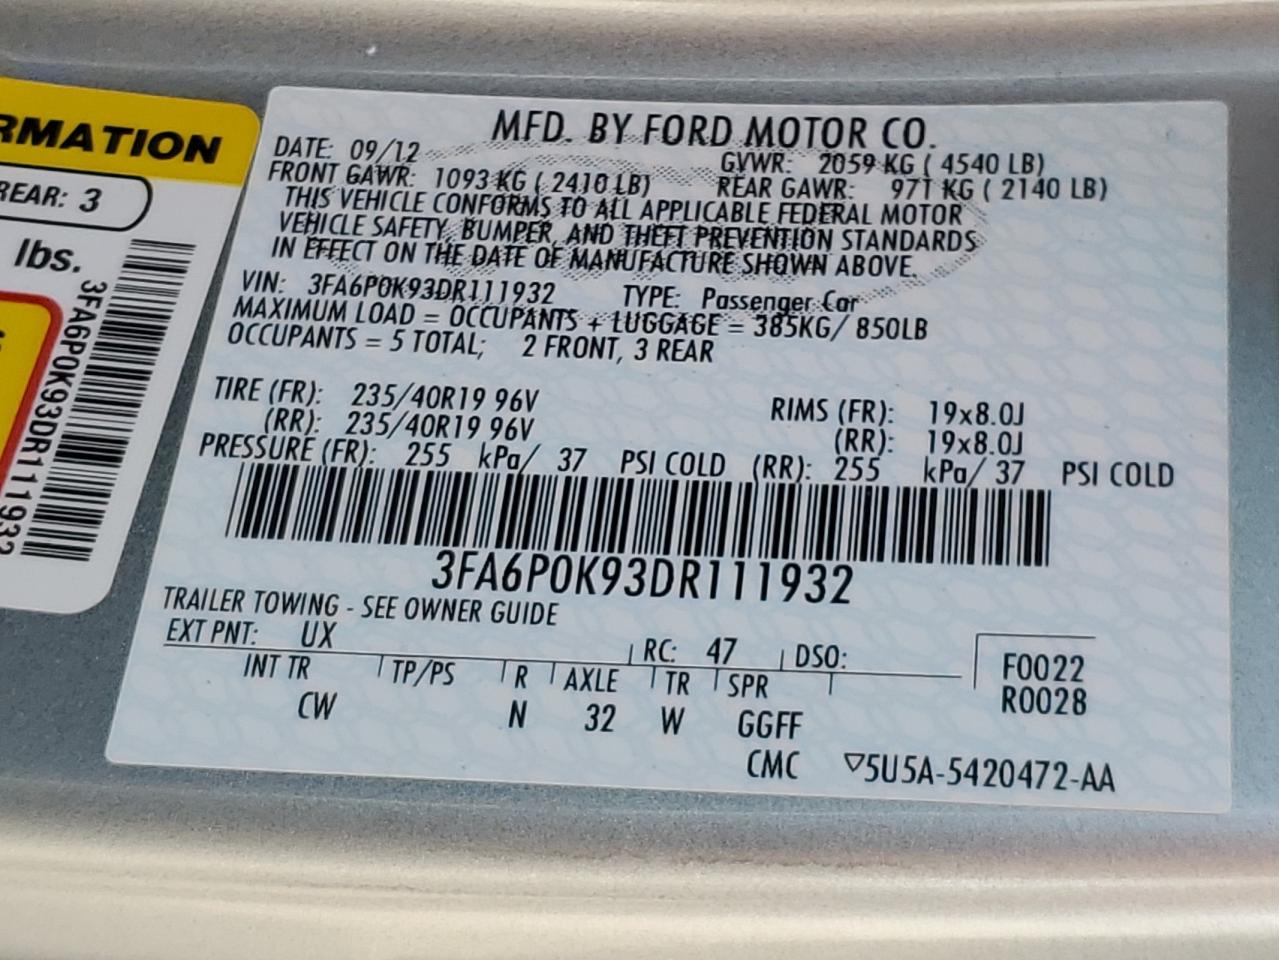 RMATION
REAR: 3
lbs.
3FA6P0K93DR111932
MFD. BY FORD MOTOR CO.
DATE: 09/12 GVWR: 2059 KG ( 4540 LB)
FRONT GAWR: 1093 KG ( 2410 LB) REAR GAWR: 971 KG ( 2140 LB)
THIS VEHICLE CONFORMS TO ALL APPLICABLE FEDERAL MOTOR
VEHICLE SAFETY, BUMPER, AND THEFT PREVENTION STANDARDS
IN EFFECT ON THE DATE OF MANUFACTURE SHOWN ABOVE.
VIN: 3FA6P0K93DR111932 TYPE: Passenger Car
MAXIMUM LOAD = OCCUPANTS + LUGGAGE = 385KG/ 850LB
OCCUPANTS = 5 TOTAL; 2 FRONT, 3 REAR
TIRE (FR): 235/40R19 96V RIMS (FR): 19x8.0J
(RR): 235/40R19 96V (RR): 19x8.0J
PRESSURE (FR): 255 kPa/ 37 PSI COLD (RR): 255 kPa/ 37 PSI COLD
3FA6P0K93DR111932
TRAILER TOWING - SEE OWNER GUIDE
EXT PNT: UX RC: 47 DSO:
INT TR TP/PS R AXLE TR SPR
CW N 32 W GGFF
F0022
R0028
CMC ▽5U5A-5420472-AA